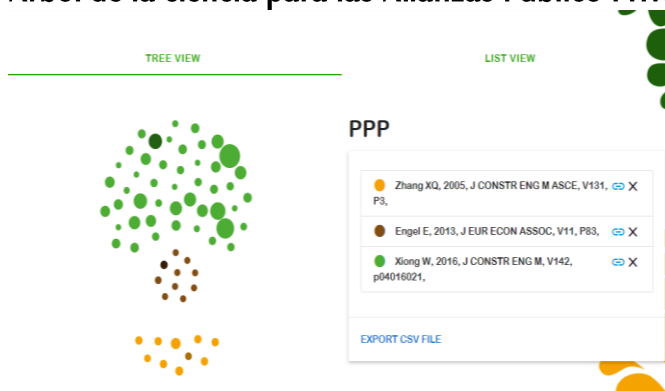 TREE VIEW
LIST VIEW
PPP
Zhang XQ, 2005, J CONSTR ENG M ASCE, V131,
P3,
Engel E, 2013, J EUR ECON ASSOC, V11, P83,
Xiong W, 2016, J CONSTR ENG M, V142,
p04016021,
EXPORT CSV FILE